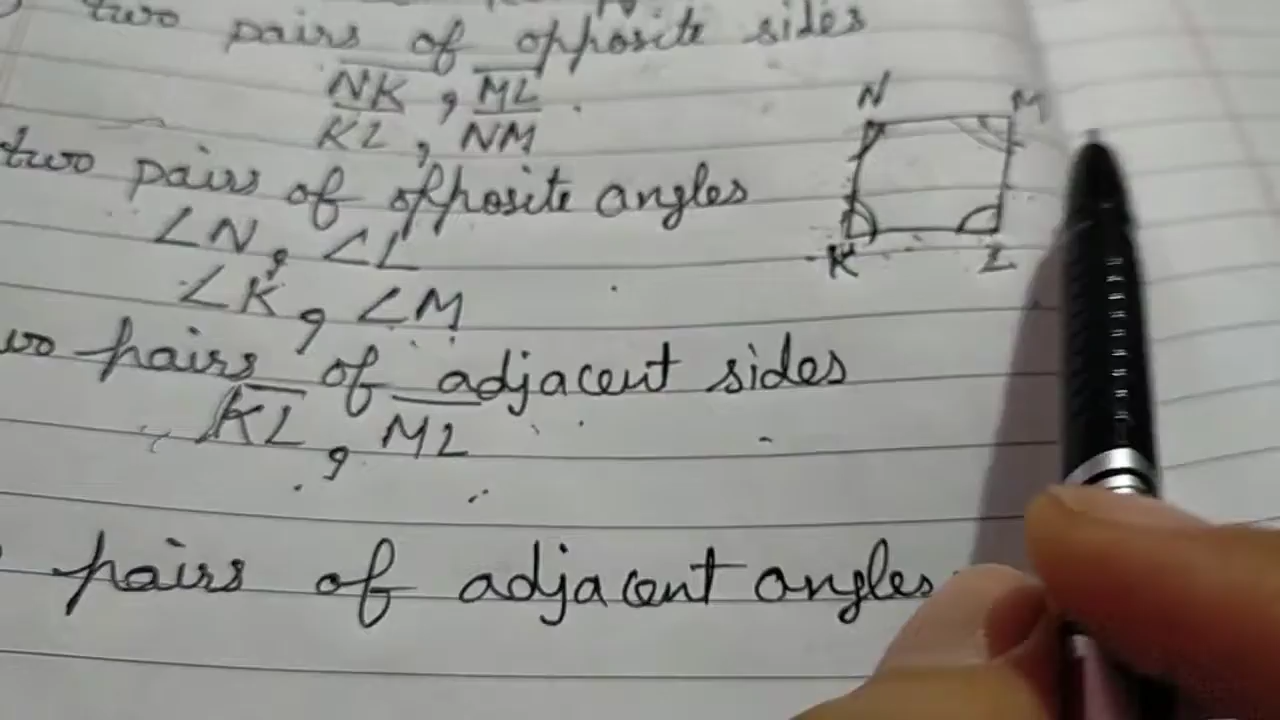 two pairs of opposite sides
NK, ML
KL, NM
two pairs of opposite angles
∠N, ∠L
∠K, ∠M
pairs of adjacent sides
KL, ML
pairs of adjacent angles
N M
K L